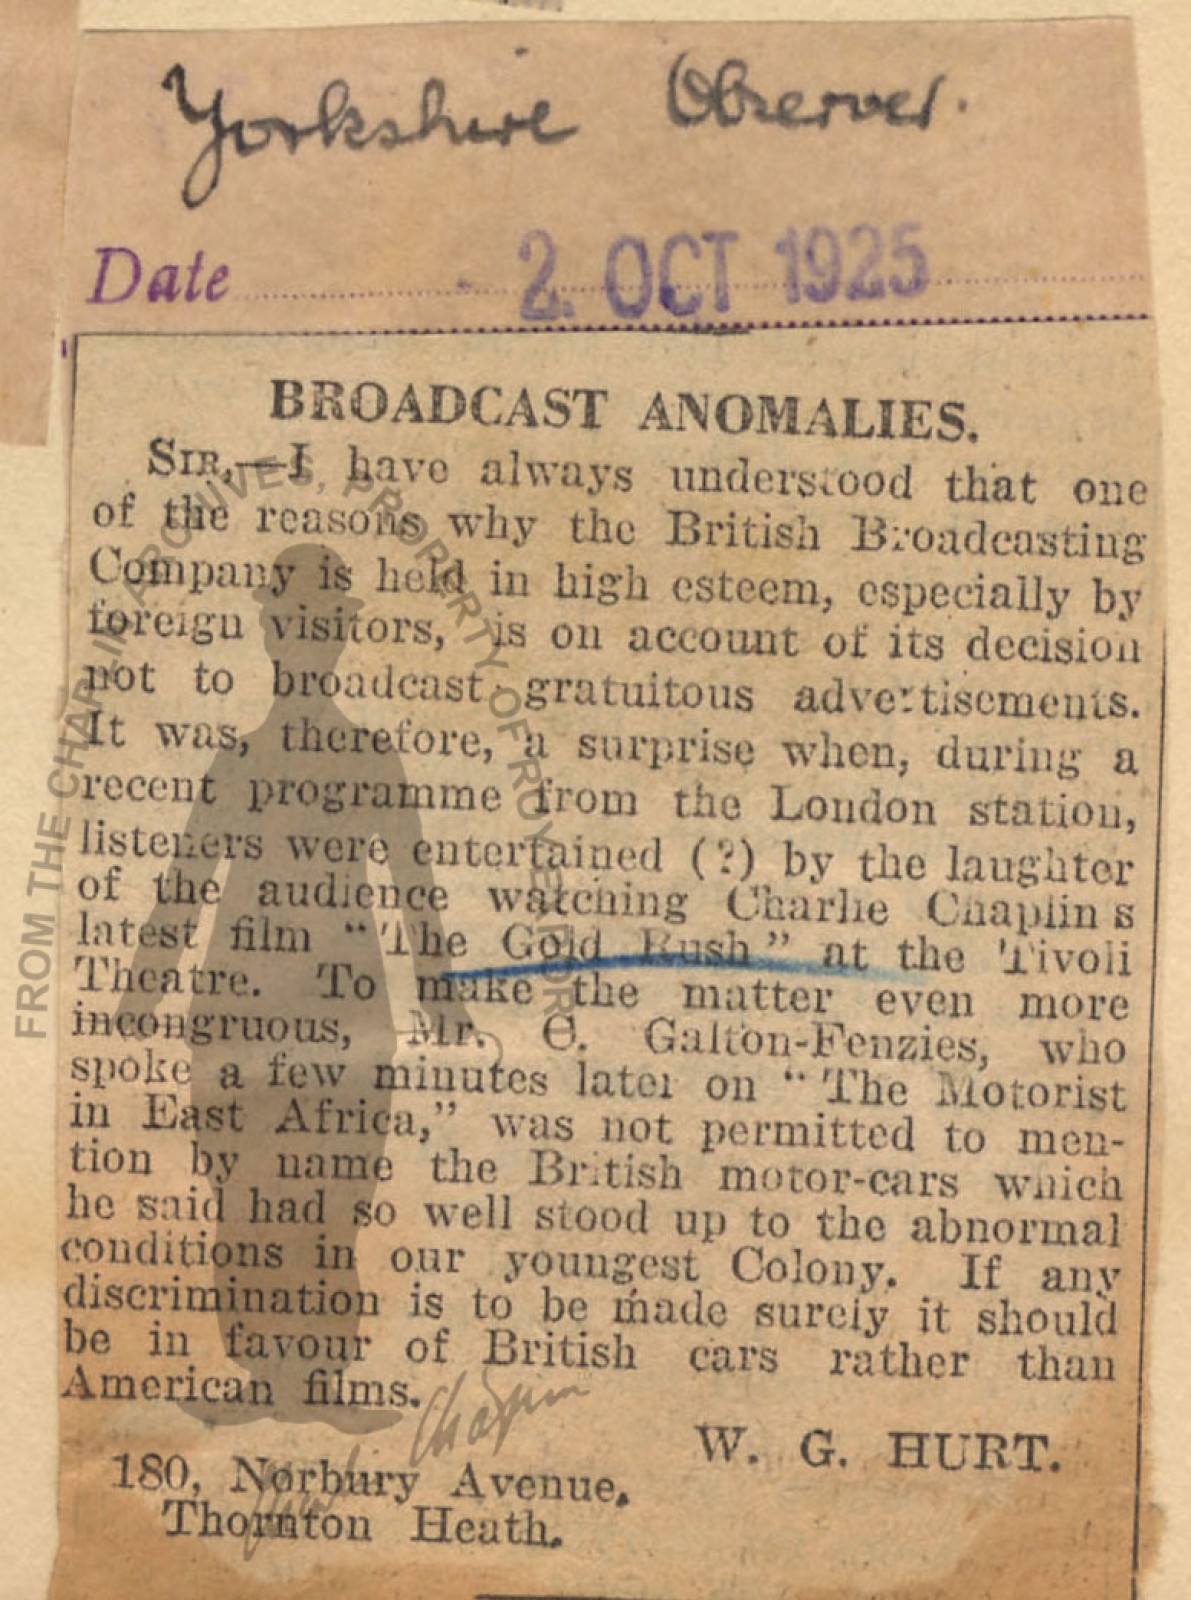 Yorkshire Observer.
Date 2. OCT 1925
BROADCAST ANOMALIES.
SIR,—I have always understood that one
of the reasons why the British Broadcasting
Company is held in high esteem, especially by
foreign visitors, is on account of its decision
not to broadcast gratuitous advertisements.
It was, therefore, a surprise when, during a
recent programme from the London station,
listeners were entertained (?) by the laughter
of the audience watching Charlie Chaplin s
latest film "The Gold Rush" at the Tivoli
Theatre. To make the matter even more
incongruous, Mr. C. Galton-Fenzies, who
spoke a few minutes later on "The Motorist
in East Africa," was not permitted to men-
tion by name the British motor-cars which
he said had so well stood up to the abnormal
conditions in our youngest Colony. If any
discrimination is to be made surely it should
be in favour of British cars rather than
American films.
W. G. HURT.
180, Norbury Avenue,
Thornton Heath.
FROM THE CHAPLIN ARCHIVES, PROPERTY OF ROY EXPORT
Chaplin